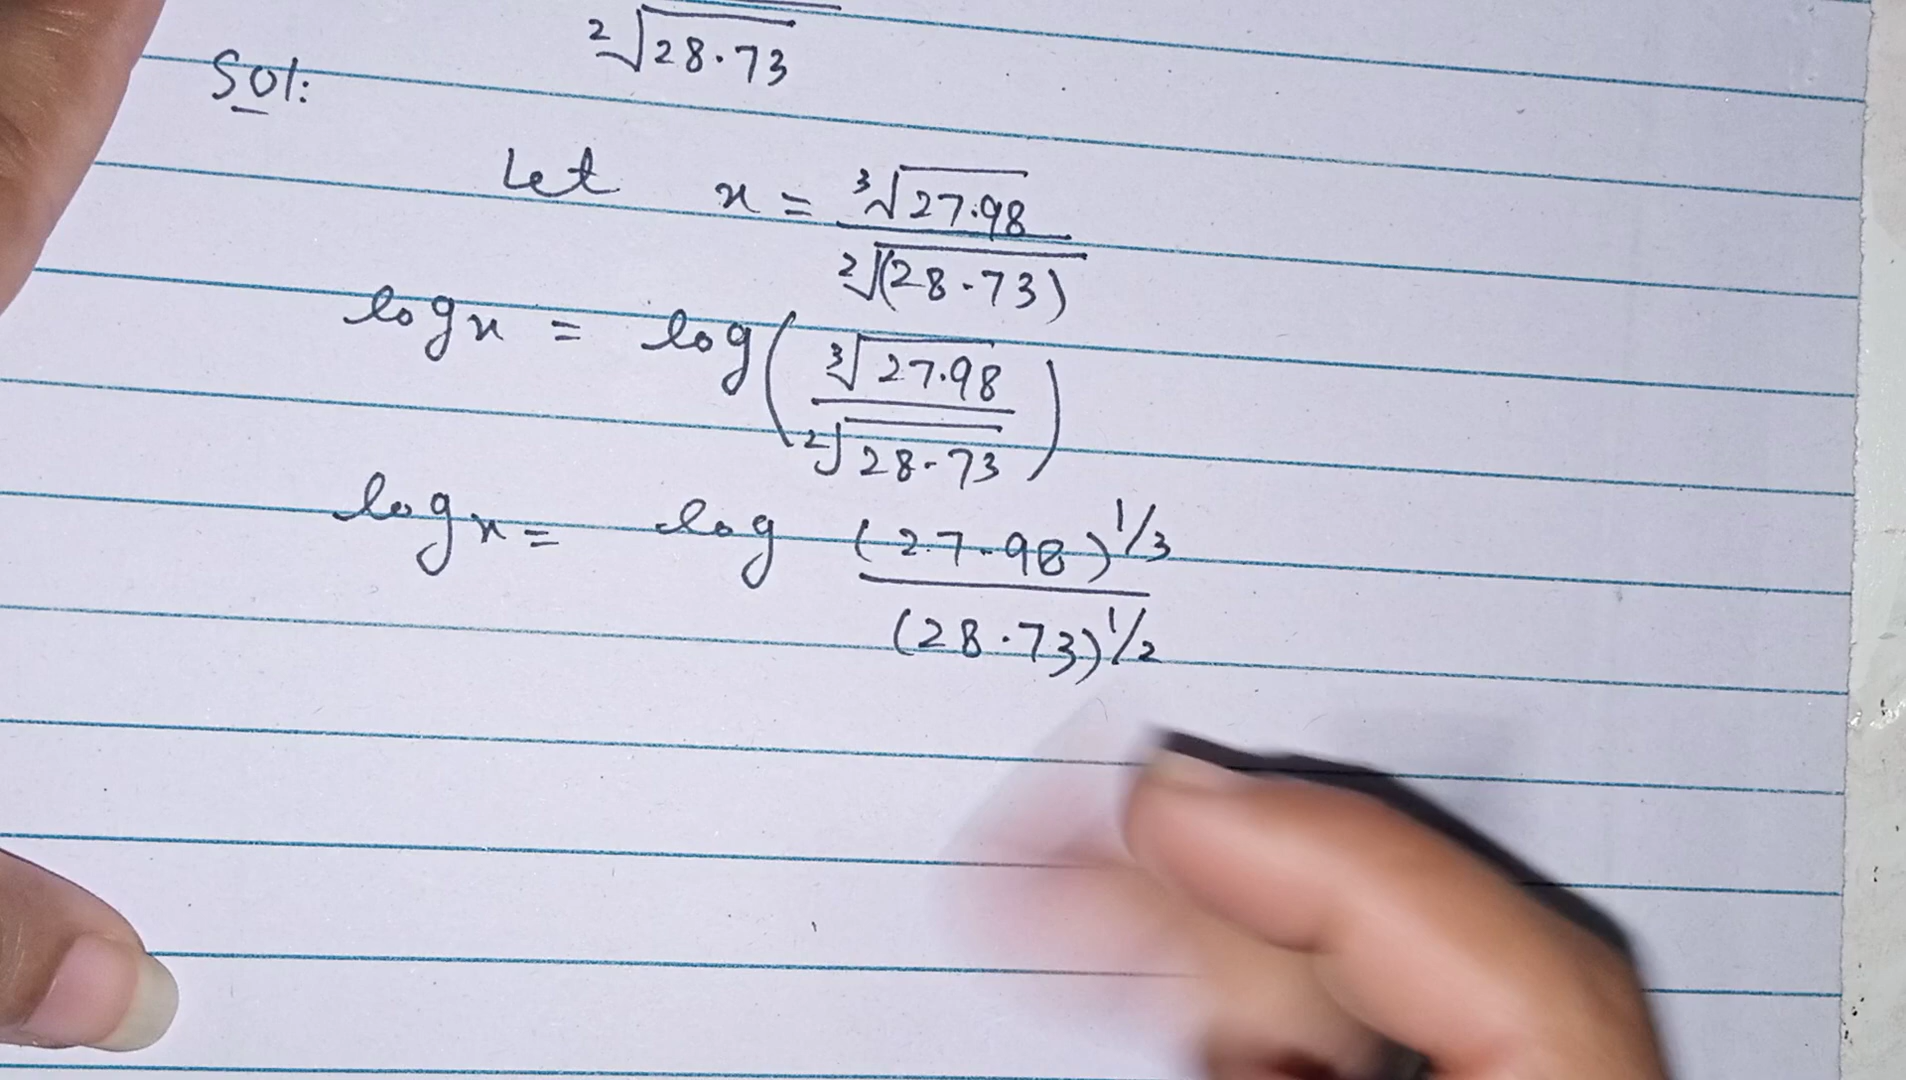 ²√28.73
Sol:
Let x = ³√27.98 / ²√(28.73)
log x = log(³√27.98 / ²√28.73)
log x = log (27.98)^1/3 / (28.73)^1/2